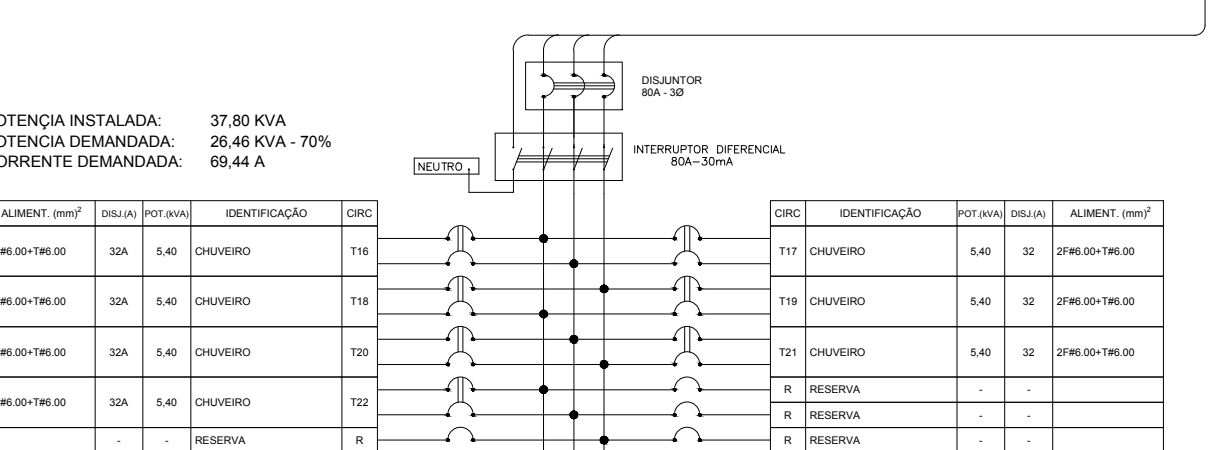 DISJUNTOR
80A - 3Ø
OTENÇIA INSTALADA: 37,80 KVA
OTENCIA DEMANDADA: 26,46 KVA - 70%
ORRENTE DEMANDADA: 69,44 A
INTERRUPTOR DIFERENCIAL
80A-30mA
NEUTRO
ALIMENT. (mm)² DISJ.(A) POT.(kVA) IDENTIFICAÇÃO CIRC
#6.00+T#6.00 32A 5,40 CHUVEIRO T16
#6.00+T#6.00 32A 5,40 CHUVEIRO T18
#6.00+T#6.00 32A 5,40 CHUVEIRO T20
#6.00+T#6.00 32A 5,40 CHUVEIRO T22
- - RESERVA R
CIRC IDENTIFICAÇÃO POT.(kVA) DISJ.(A) ALIMENT. (mm)²
T17 CHUVEIRO 5,40 32 2F#6.00+T#6.00
T19 CHUVEIRO 5,40 32 2F#6.00+T#6.00
T21 CHUVEIRO 5,40 32 2F#6.00+T#6.00
R RESERVA - -
R RESERVA - -
R RESERVA - -